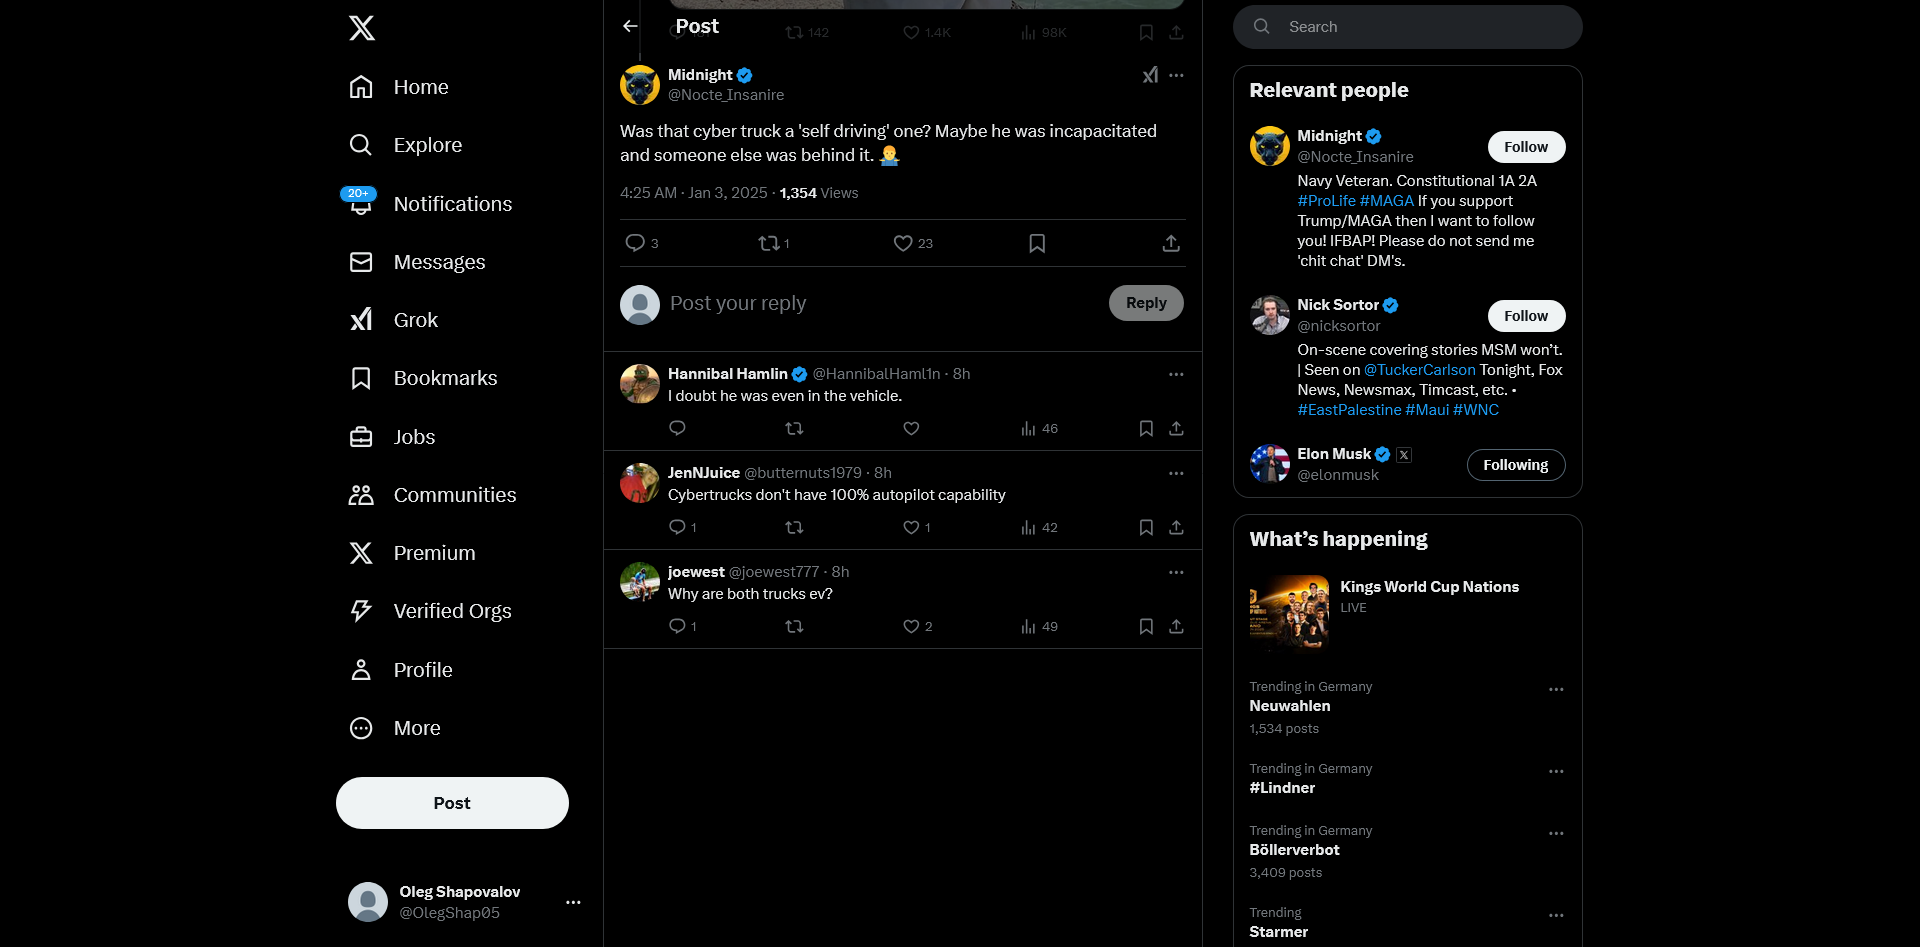 Home
Explore
20+
Notifications
Messages
Grok
Bookmarks
Jobs
Communities
Premium
Verified Orgs
Profile
More
Post
Oleg Shapovalov
@OlegShap05
Post
142
1.4K
98K
Midnight
@Nocte_Insanire
Was that cyber truck a 'self driving' one? Maybe he was incapacitated
and someone else was behind it.
4:25 AM · Jan 3, 2025 · 1,354 Views
3
1
23
Post your reply
Reply
Hannibal Hamlin @HannibalHaml1n · 8h
I doubt he was even in the vehicle.
46
JenNJuice @butternuts1979 · 8h
Cybertrucks don't have 100% autopilot capability
1
1
42
joewest @joewest777 · 8h
Why are both trucks ev?
1
2
49
Search
Relevant people
Midnight
@Nocte_Insanire
Follow
Navy Veteran. Constitutional 1A 2A
#ProLife #MAGA If you support
Trump/MAGA then I want to follow
you! IFBAP! Please do not send me
'chit chat' DM's.
Nick Sortor
@nicksortor
Follow
On-scene covering stories MSM won’t.
| Seen on @TuckerCarlson Tonight, Fox
News, Newsmax, Timcast, etc. •
#EastPalestine #Maui #WNC
Elon Musk
@elonmusk
Following
What’s happening
Kings World Cup Nations
LIVE
Trending in Germany
Neuwahlen
1,534 posts
Trending in Germany
#Lindner
Trending in Germany
Böllerverbot
3,409 posts
Trending
Starmer